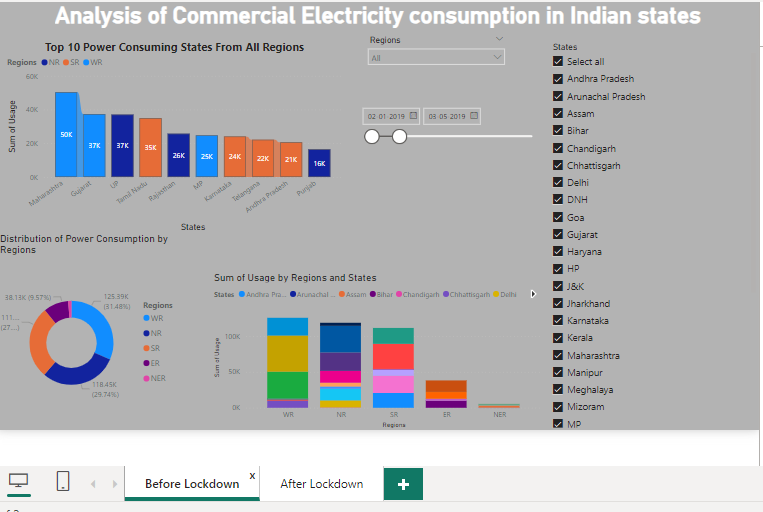 Analysis of Commercial Electricity consumption in Indian states
Top 10 Power Consuming States From All Regions
Regions NR SR WR
Sum of Usage
60K
40K
20K
0K
50K
37K
37K
35K
26K
25K
24K
22K
21K
16K
Maharashtra
Gujarat
UP
Tamil Nadu
Rajasthan
MP
Karnataka
Telangana
Andhra Pradesh
Punjab
States
Regions
All
02-01-2019
03-05-2019
States
Select all
Andhra Pradesh
Arunachal Pradesh
Assam
Bihar
Chandigarh
Chhattisgarh
Delhi
DNH
Goa
Gujarat
Haryana
HP
J&K
Jharkhand
Karnataka
Kerala
Maharashtra
Manipur
Meghalaya
Mizoram
MP
Distribution of Power Consumption by
Regions
38.13K (9.57%)
125.39K
(31.48%)
111....
(27...)
118.45K
(29.74%)
Regions
WR
NR
SR
ER
NER
Sum of Usage by Regions and States
States Andhra Pra... Arunachal ... Assam Bihar Chandigarh Chhattisgarh Delhi
Sum of Usage
100K
50K
0K
WR
NR
SR
ER
NER
Regions
Before Lockdown x
After Lockdown
+